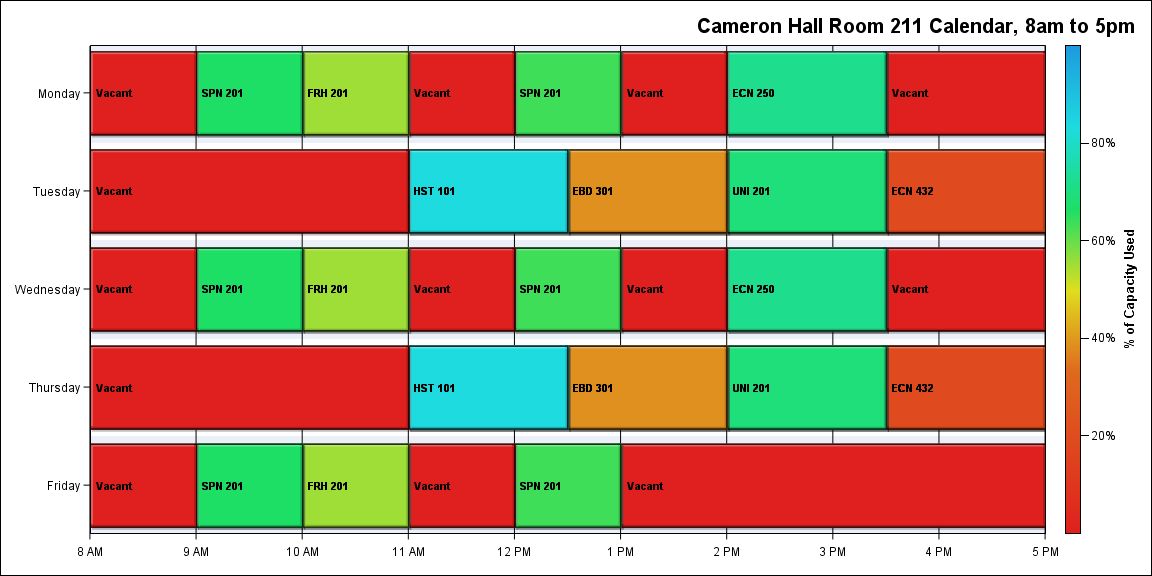 Cameron Hall Room 211 Calendar, 8am to 5pm
Monday Vacant SPN 201 FRH 201 Vacant SPN 201 Vacant ECN 250 Vacant
Tuesday Vacant HST 101 EBD 301 UNI 201 ECN 432
Wednesday Vacant SPN 201 FRH 201 Vacant SPN 201 Vacant ECN 250 Vacant
Thursday Vacant HST 101 EBD 301 UNI 201 ECN 432
Friday Vacant SPN 201 FRH 201 Vacant SPN 201 Vacant
8 AM 9 AM 10 AM 11 AM 12 PM 1 PM 2 PM 3 PM 4 PM 5 PM
80%
60%
40%
20%
% of Capacity Used